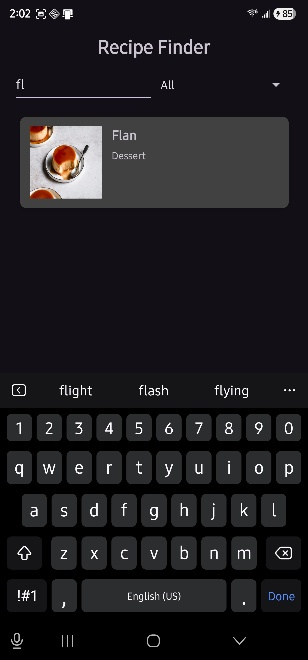 2:02 85
Recipe Finder
fl All
Flan
Dessert
flight flash flying ...
1 2 3 4 5 6 7 8 9 0
q w e r t y u i o p
a s d f g h j k l
z x c v b n m
!#1 , English (US) . Done